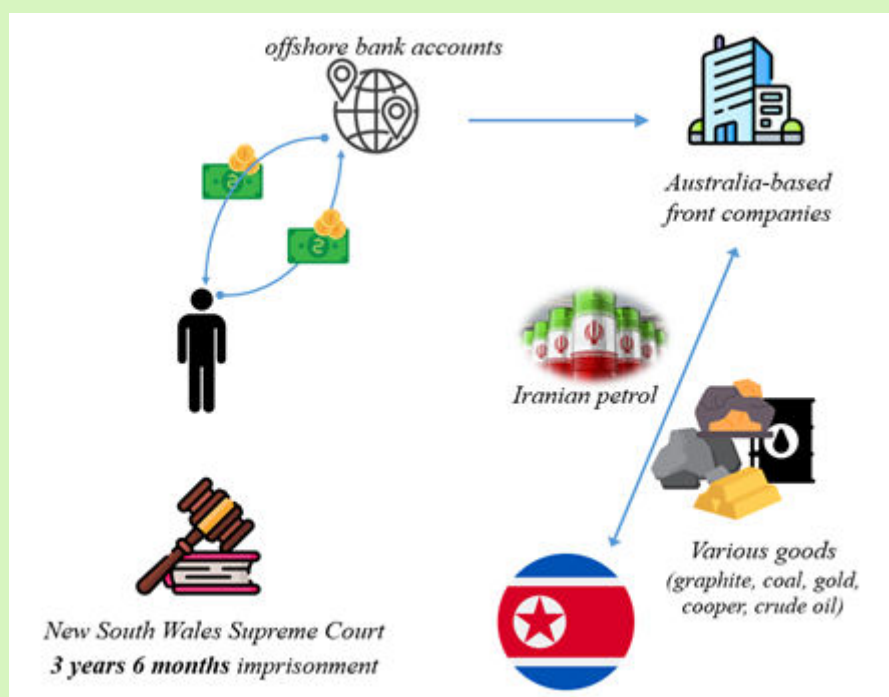 offshore bank accounts
Australia-based
front companies
Iranian petrol
Various goods
(graphite, coal, gold,
cooper, crude oil)
New South Wales Supreme Court
3 years 6 months imprisonment